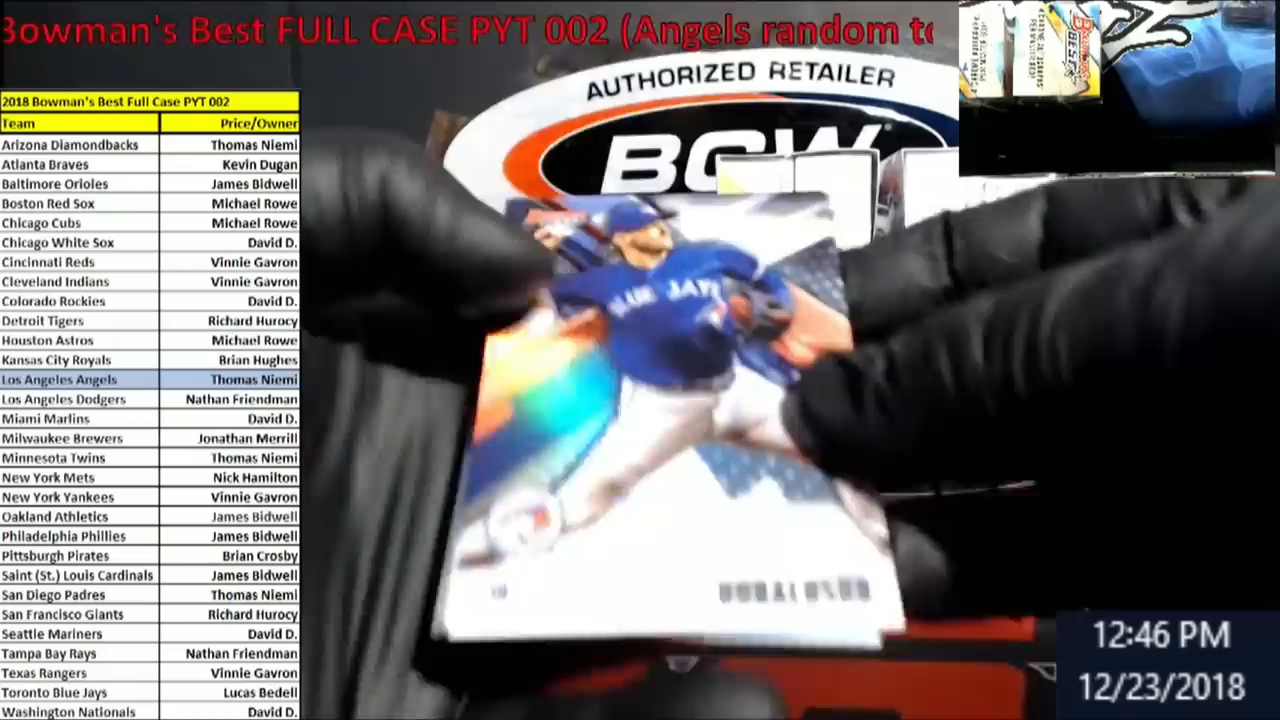 Bowman's Best FULL CASE PYT 002 (Angels random to
2018 Bowman's Best Full Case PYT 002
Team Price/Owner
Arizona Diamondbacks Thomas Niemi
Atlanta Braves Kevin Dugan
Baltimore Orioles James Bidwell
Boston Red Sox Michael Rowe
Chicago Cubs Michael Rowe
Chicago White Sox David D.
Cincinnati Reds Vinnie Gavron
Cleveland Indians Vinnie Gavron
Colorado Rockies David D.
Detroit Tigers Richard Hurocy
Houston Astros Michael Rowe
Kansas City Royals Brian Hughes
Los Angeles Angels Thomas Niemi
Los Angeles Dodgers Nathan Friendman
Miami Marlins David D.
Milwaukee Brewers Jonathan Merrill
Minnesota Twins Thomas Niemi
New York Mets Nick Hamilton
New York Yankees Vinnie Gavron
Oakland Athletics James Bidwell
Philadelphia Phillies James Bidwell
Pittsburgh Pirates Brian Crosby
Saint (St.) Louis Cardinals James Bidwell
San Diego Padres Thomas Niemi
San Francisco Giants Richard Hurocy
Seattle Mariners David D.
Tampa Bay Rays Nathan Friendman
Texas Rangers Vinnie Gavron
Toronto Blue Jays Lucas Bedell
Washington Nationals David D.
AUTHORIZED RETAILER
BCW
BLUE JAYS
DONALDSON
BOWMAN'S
BEST
12:46 PM
12/23/2018